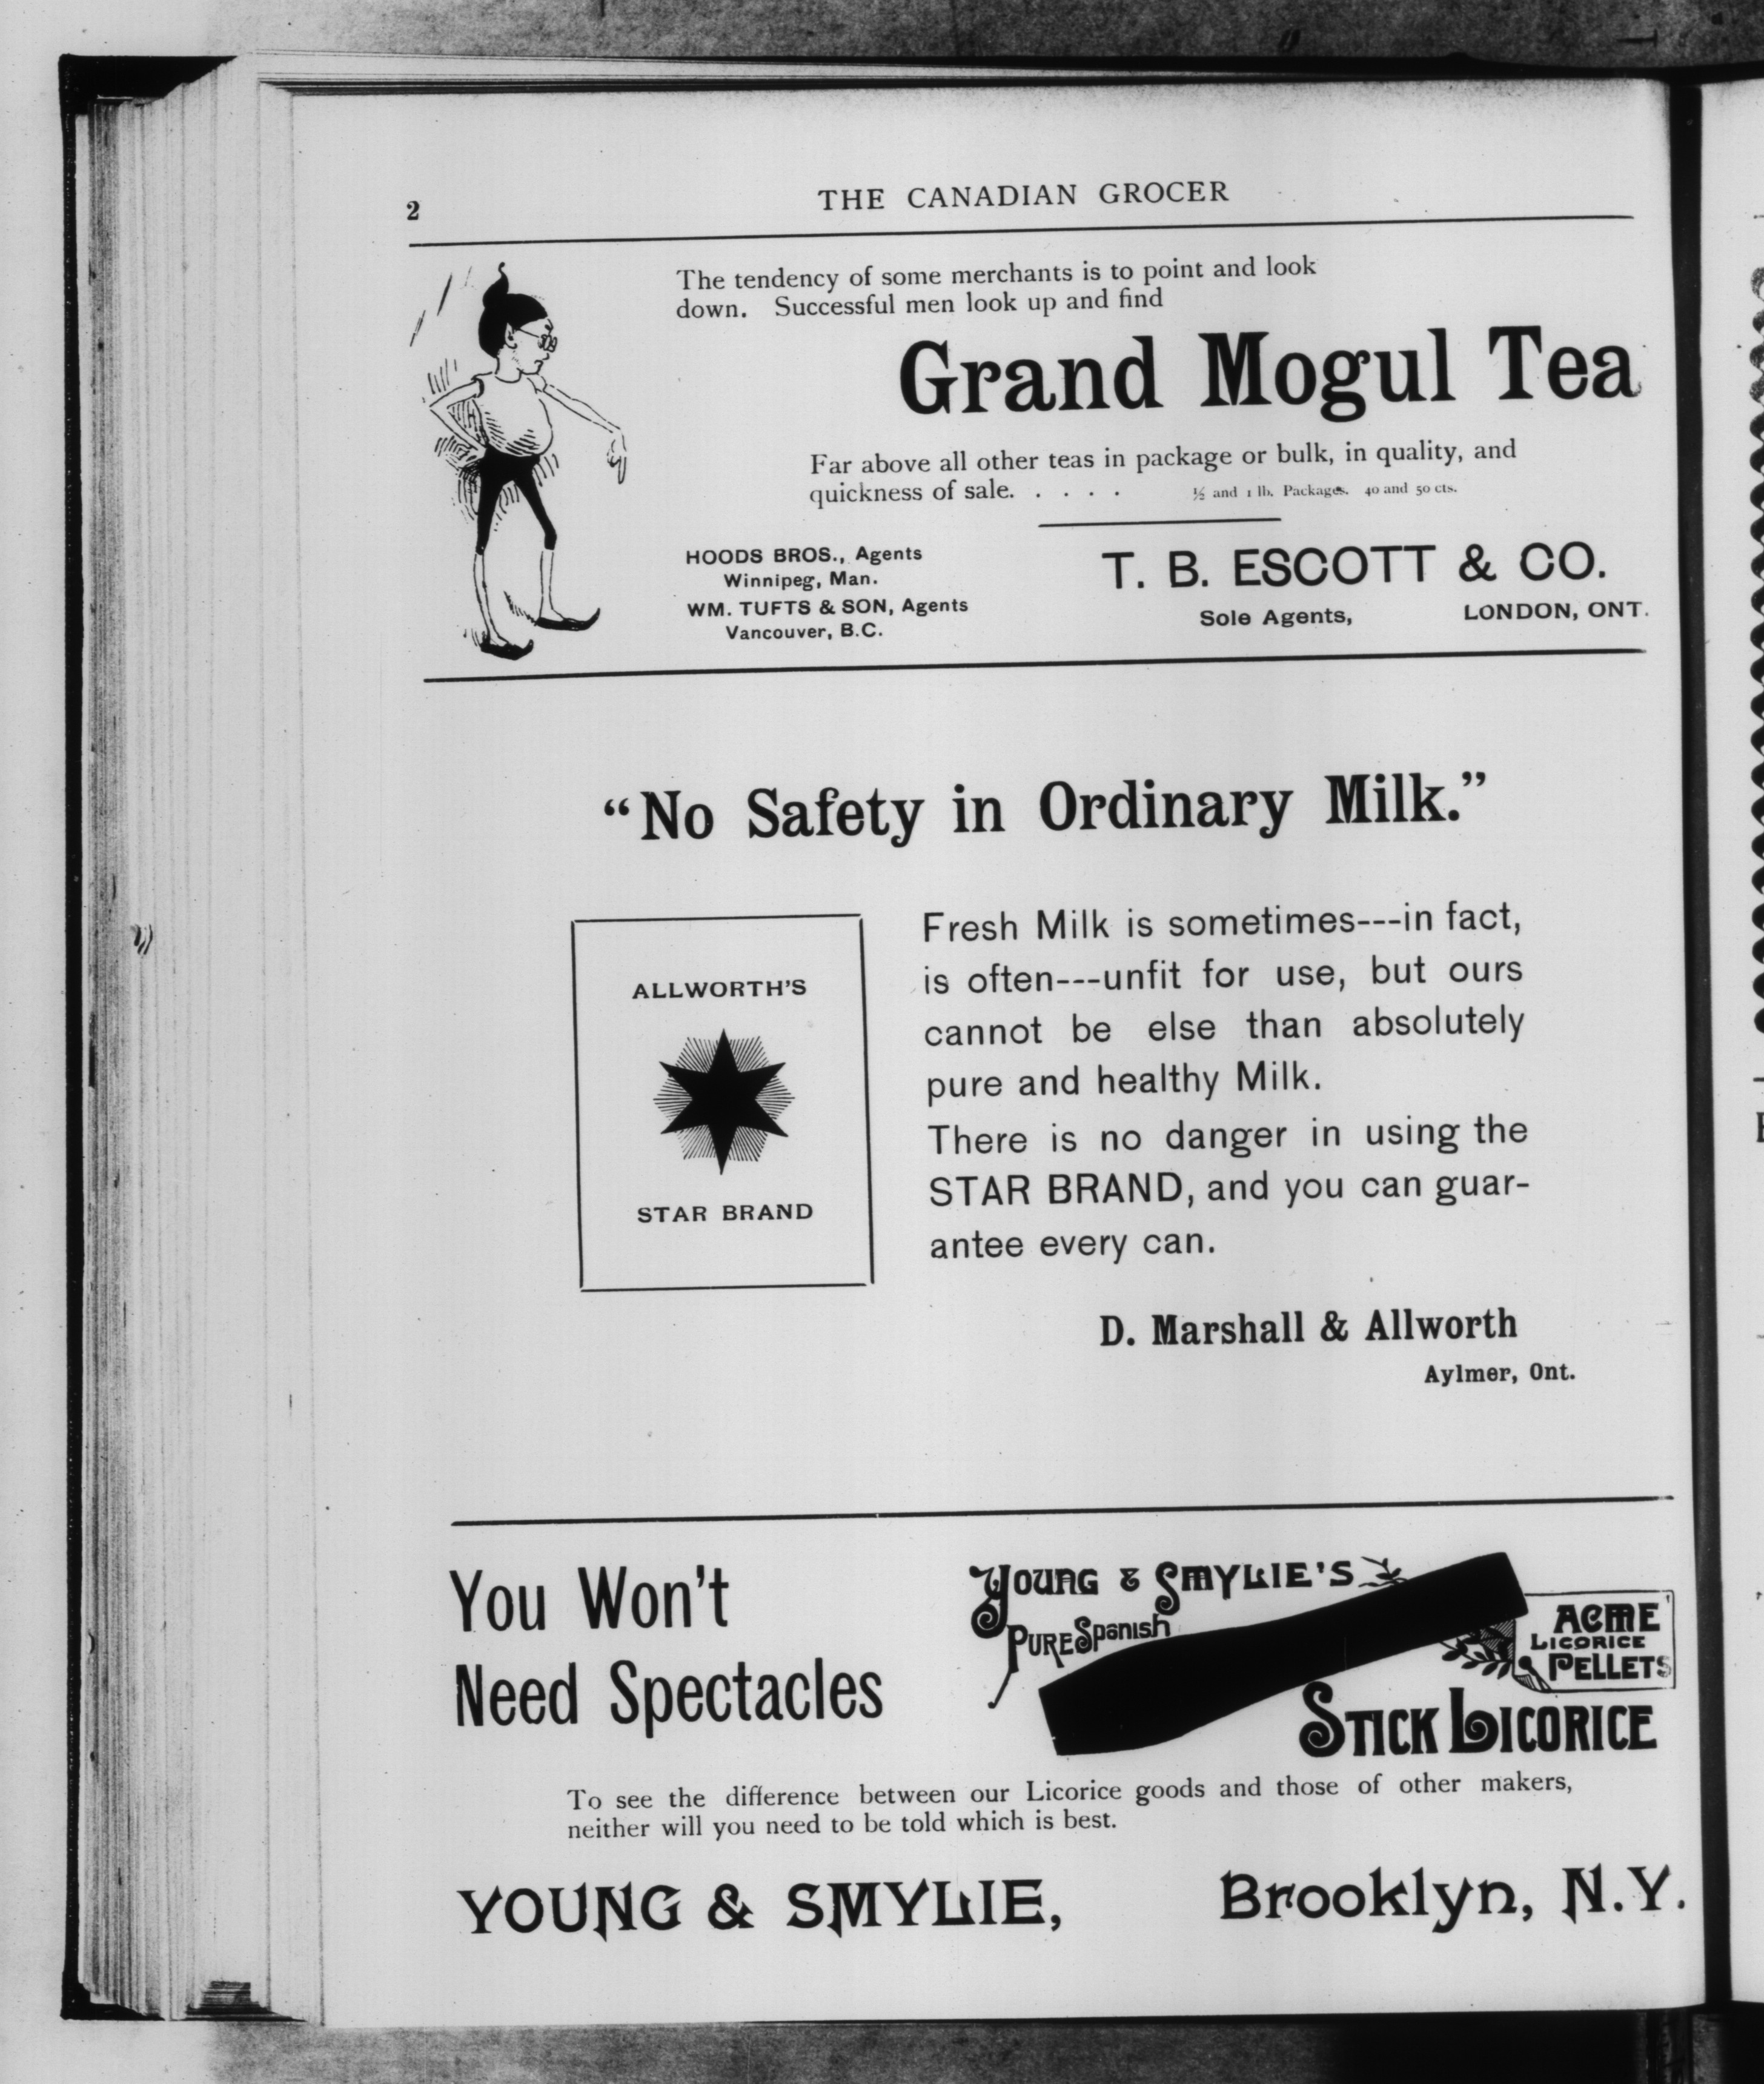 2
THE CANADIAN GROCER
The tendency of some merchants is to point and look
down. Successful men look up and find
Grand Mogul Tea
Far above all other teas in package or bulk, in quality, and
quickness of sale. . . . . ½ and 1 lb. Packages. 40 and 50 cts.
HOODS BROS., Agents
Winnipeg, Man.
WM. TUFTS & SON, Agents
Vancouver, B.C.
T. B. ESCOTT & CO.
Sole Agents, LONDON, ONT.
"No Safety in Ordinary Milk."
ALLWORTH'S
STAR BRAND
Fresh Milk is sometimes---in fact,
is often---unfit for use, but ours
cannot be else than absolutely
pure and healthy Milk.
There is no danger in using the
STAR BRAND, and you can guar-
antee every can.
D. Marshall & Allworth
Aylmer, Ont.
You Won't
Need Spectacles
YOUNG & SMYLIE'S
PURE Spanish
ACME
LICORICE
PELLETS
STICK LICORICE
To see the difference between our Licorice goods and those of other makers,
neither will you need to be told which is best.
YOUNG & SMYLIE, Brooklyn, N.Y.